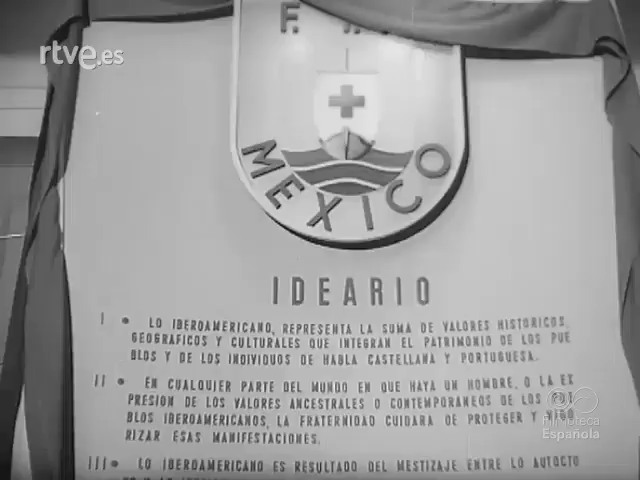 rtve.es
F.
MEXICO
IDEARIO
I • LO IBEROAMERICANO, REPRESENTA LA SUMA DE VALORES HISTORICOS,
GEOGRAFICOS Y CULTURALES QUE INTEGRAN EL PATRIMONIO DE LOS PUE
BLOS Y DE LOS INDIVIDUOS DE HABLA CASTELLANA Y PORTUGUESA.
II • EN CUALQUIER PARTE DEL MUNDO EN QUE HAYA UN HOMBRE, O LA EX
PRESION DE LOS VALORES ANCESTRALES O CONTEMPORANEOS DE LOS PUE
BLOS IBEROAMERICANOS, LA FRATERNIDAD CUIDARA DE PROTEGER Y VIGO
RIZAR ESAS MANIFESTACIONES.
III • LO IBEROAMERICANO ES RESULTADO DEL MESTIZAJE ENTRE LO AUTOCTO
Filmoteca
Española